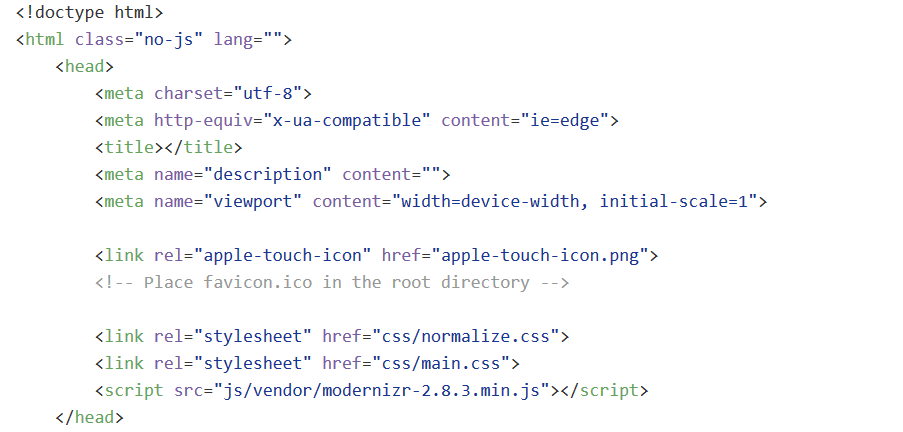 <!doctype html>
<html class="no-js" lang="">
    <head>
        <meta charset="utf-8">
        <meta http-equiv="x-ua-compatible" content="ie=edge">
        <title></title>
        <meta name="description" content="">
        <meta name="viewport" content="width=device-width, initial-scale=1">

        <link rel="apple-touch-icon" href="apple-touch-icon.png">
        <!-- Place favicon.ico in the root directory -->

        <link rel="stylesheet" href="css/normalize.css">
        <link rel="stylesheet" href="css/main.css">
        <script src="js/vendor/modernizr-2.8.3.min.js"></script>
    </head>